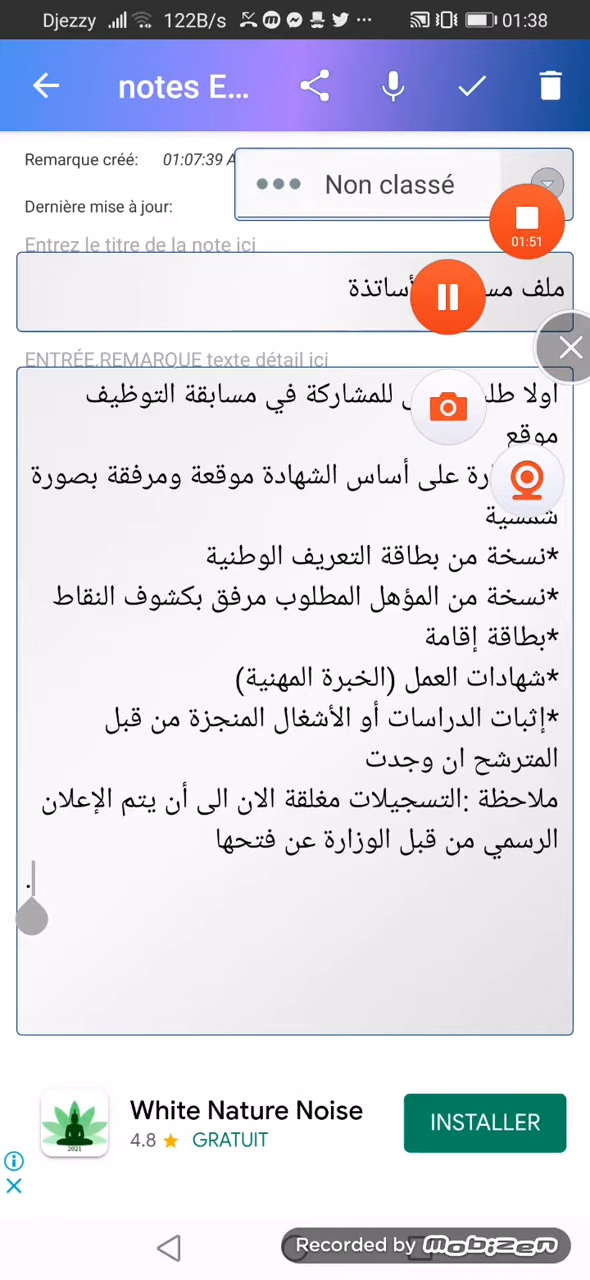 Djezzy 122B/s ... 01:38
notes E...
Remarque créé: 01:07:39 A
Non classé
Dernière mise à jour:
01:51
Entrez le titre de la note ici
ملف أساتذة
ENTRÉE.REMARQUE texte détail ici
اولا للمشاركة في مسابقة التوظيف
موقع
على أساس الشهادة موقعة ومرفقة بصورة
شمسية
*نسخة من بطاقة التعريف الوطنية
*نسخة من المؤهل المطلوب مرفق بكشوف النقاط
*بطاقة إقامة
*شهادات العمل (الخبرة المهنية)
*إثبات الدراسات أو الأشغال المنجزة من قبل
المترشح ان وجدت
ملاحظة :التسجيلات مغلقة الان الى أن يتم الإعلان
الرسمي من قبل الوزارة عن فتحها
.
White Nature Noise
4.8 ★ GRATUIT
INSTALLER
2021
Recorded by mobizen